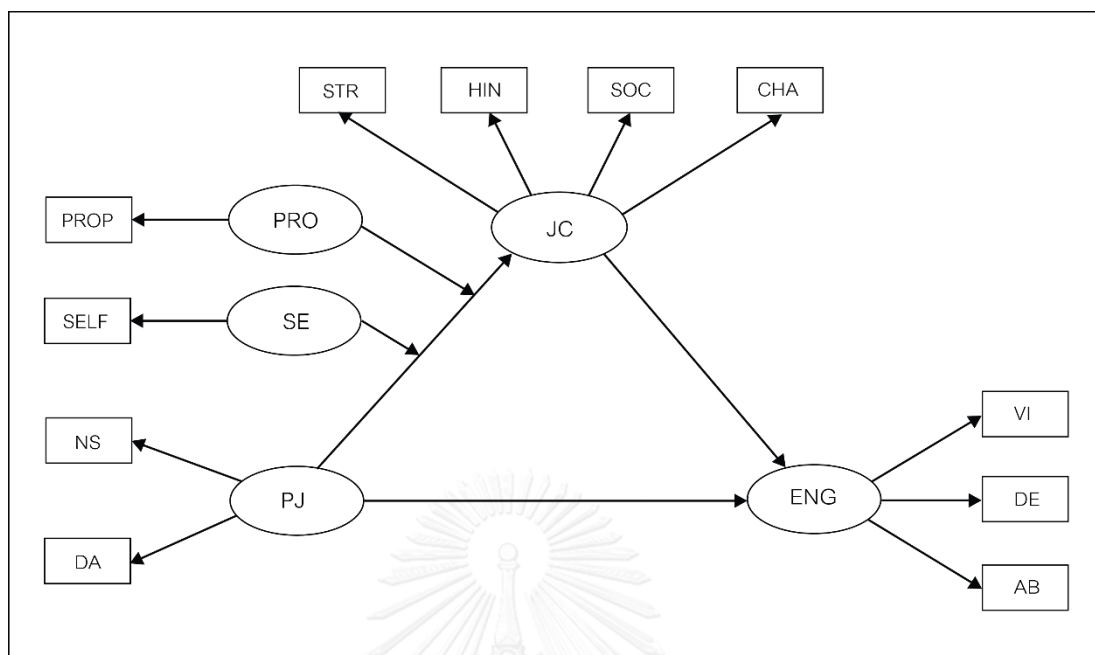 STR
HIN
SOC
CHA
PROP
PRO
JC
SELF
SE
NS
PJ
DA
ENG
VI
DE
AB